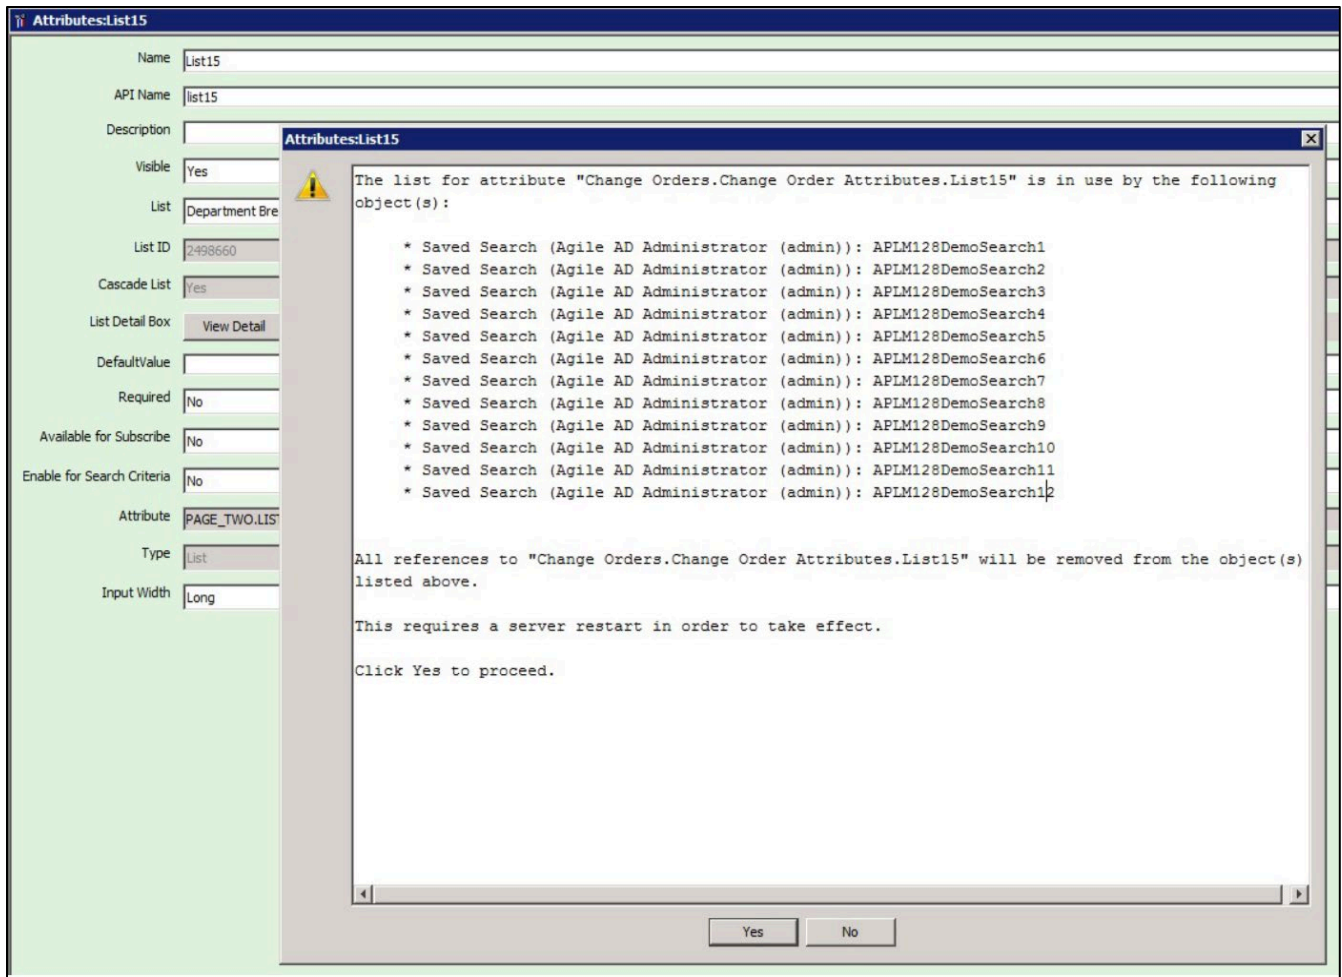 Attributes:List15
Name List15
API Name list15
Description
Visible Yes
List Department Bre
List ID 2498660
Cascade List Yes
List Detail Box View Detail
DefaultValue
Required No
Available for Subscribe No
Enable for Search Criteria No
Attribute PAGE_TWO.LIST
Type List
Input Width Long
Attributes:List15
The list for attribute "Change Orders.Change Order Attributes.List15" is in use by the following
object(s):
* Saved Search (Agile AD Administrator (admin)): APLM128DemoSearch1
* Saved Search (Agile AD Administrator (admin)): APLM128DemoSearch2
* Saved Search (Agile AD Administrator (admin)): APLM128DemoSearch3
* Saved Search (Agile AD Administrator (admin)): APLM128DemoSearch4
* Saved Search (Agile AD Administrator (admin)): APLM128DemoSearch5
* Saved Search (Agile AD Administrator (admin)): APLM128DemoSearch6
* Saved Search (Agile AD Administrator (admin)): APLM128DemoSearch7
* Saved Search (Agile AD Administrator (admin)): APLM128DemoSearch8
* Saved Search (Agile AD Administrator (admin)): APLM128DemoSearch9
* Saved Search (Agile AD Administrator (admin)): APLM128DemoSearch10
* Saved Search (Agile AD Administrator (admin)): APLM128DemoSearch11
* Saved Search (Agile AD Administrator (admin)): APLM128DemoSearch12
All references to "Change Orders.Change Order Attributes.List15" will be removed from the object(s)
listed above.
This requires a server restart in order to take effect.
Click Yes to proceed.
Yes No